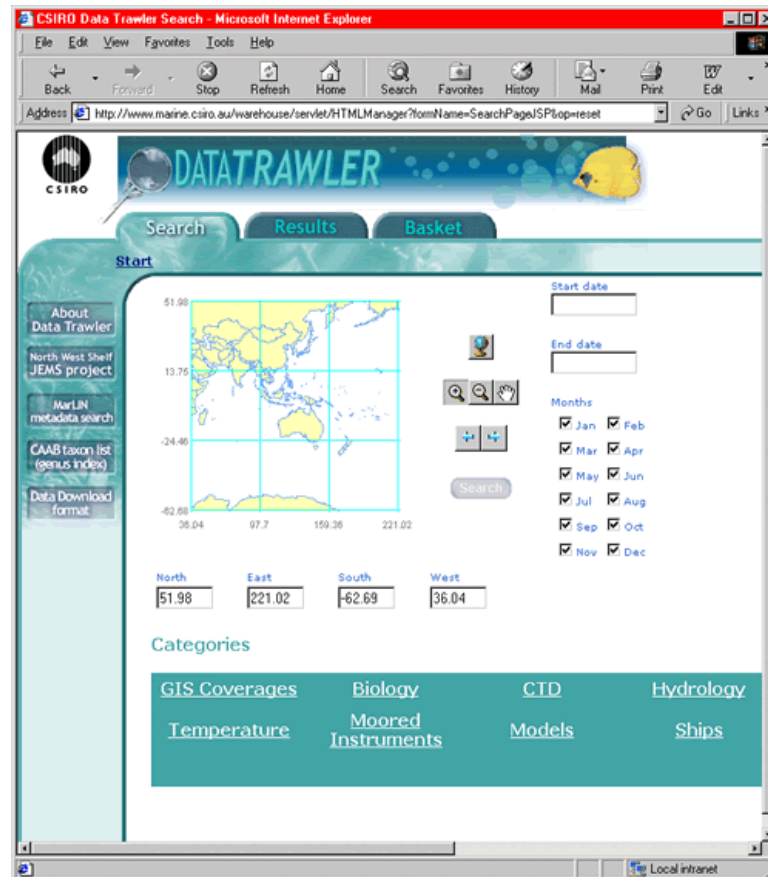 CSIRO Data Trawler Search - Microsoft Internet Explorer
File Edit View Favorites Tools Help
Back Forward Stop Refresh Home Search Favorites History Mail Print Edit
Address http://www.marine.csiro.au/warehouse/servlet/HTMLManager?formName=SearchPageJSP&op=reset Go Links
CSIRO
DATATRAWLER
Search Results Basket
Start
About
Data Trawler
North West Shelf
JEMS project
MarLIN
metadata search
CAAB taxon list
(genus index)
Data Download
format
51.98
13.75
-24.46
-62.68
36.04 97.7 159.36 221.02
Start date
End date
Months
Jan Feb
Mar Apr
May Jun
Jul Aug
Sep Oct
Nov Dec
Search
North East South West
51.98 221.02 -62.69 36.04
Categories
GIS Coverages Biology CTD Hydrology
Temperature Moored Instruments Models Ships
Local intranet